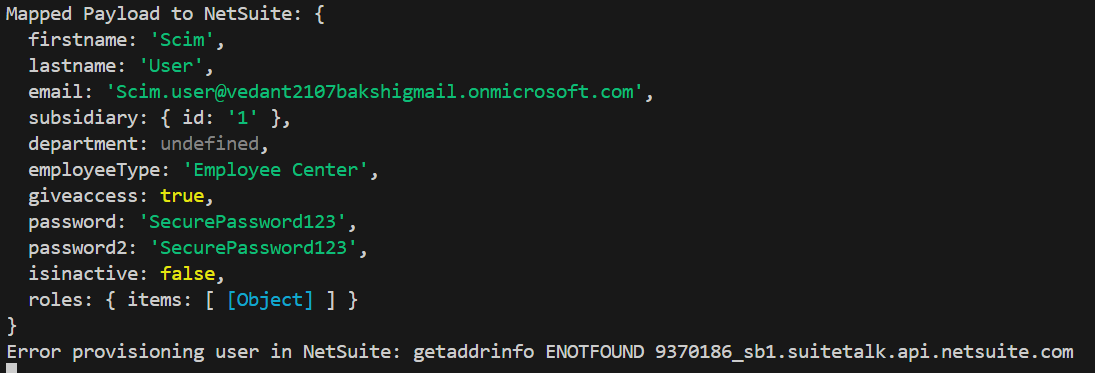 Mapped Payload to NetSuite: {
firstname: 'Scim',
lastname: 'User',
email: 'Scim.user@vedant2107bakshigmail.onmicrosoft.com',
subsidiary: { id: '1' },
department: undefined,
employeeType: 'Employee Center',
giveaccess: true,
password: 'SecurePassword123',
password2: 'SecurePassword123',
isinactive: false,
roles: { items: [ [Object] ] }
}
Error provisioning user in NetSuite: getaddrinfo ENOTFOUND 9370186_sb1.suitetalk.api.netsuite.com